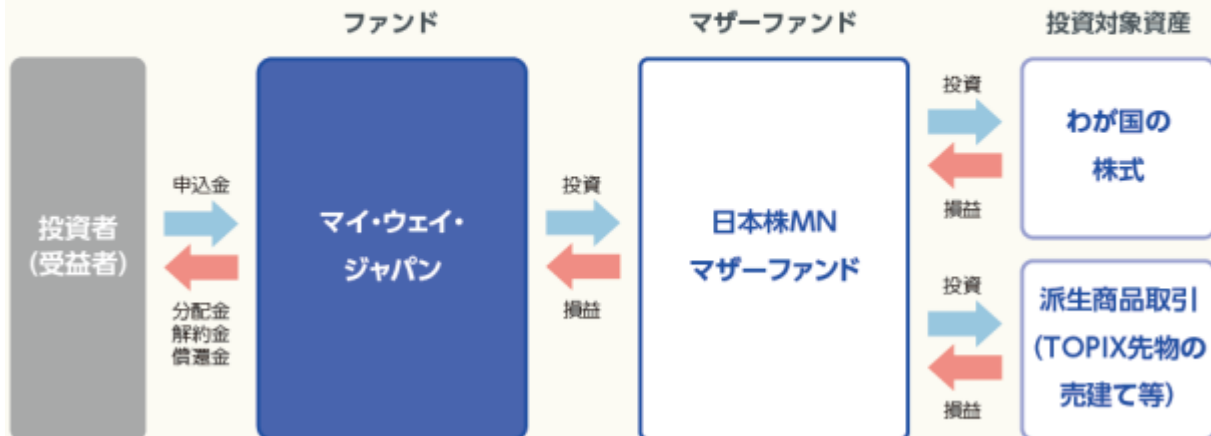 ファンド
マザーファンド
投資対象資産
投資者
(受益者)
申込金
分配金
解約金
償還金
マイ・ウェイ・
ジャパン
投資
損益
日本株MN
マザーファンド
投資
損益
わが国の
株式
投資
損益
派生商品取引
(TOPIX先物の
売建て等)